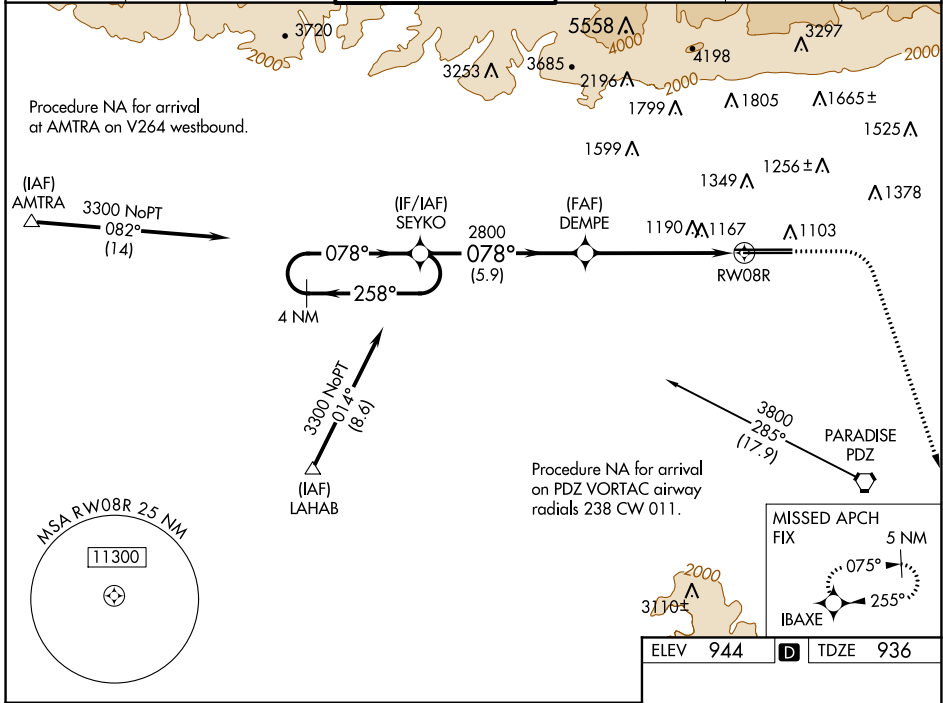 3720
2000
3253
3685
5558
4000
2196
4198
2000
3297
2000
1799
1805
1665±
1525
1599
1349
1256±
1378
Procedure NA for arrival
at AMTRA on V264 westbound.
(IAF)
AMTRA
3300 NoPT
082°
(14)
(IF/IAF)
SEYKO
2800
078°
(5.9)
(FAF)
DEMPE
1190
1167
1103
RW08R
078°
258°
4 NM
3300 NoPT
014°
(8.6)
(IAF)
LAHAB
3800
285°
(17.9)
PARADISE
PDZ
Procedure NA for arrival
on PDZ VORTAC airway
radials 238 CW 011.
MSA RW08R 25 NM
11300
2000
3110±
MISSED APCH
FIX
5 NM
075°
255°
IBAXE
ELEV 944 D TDZE 936